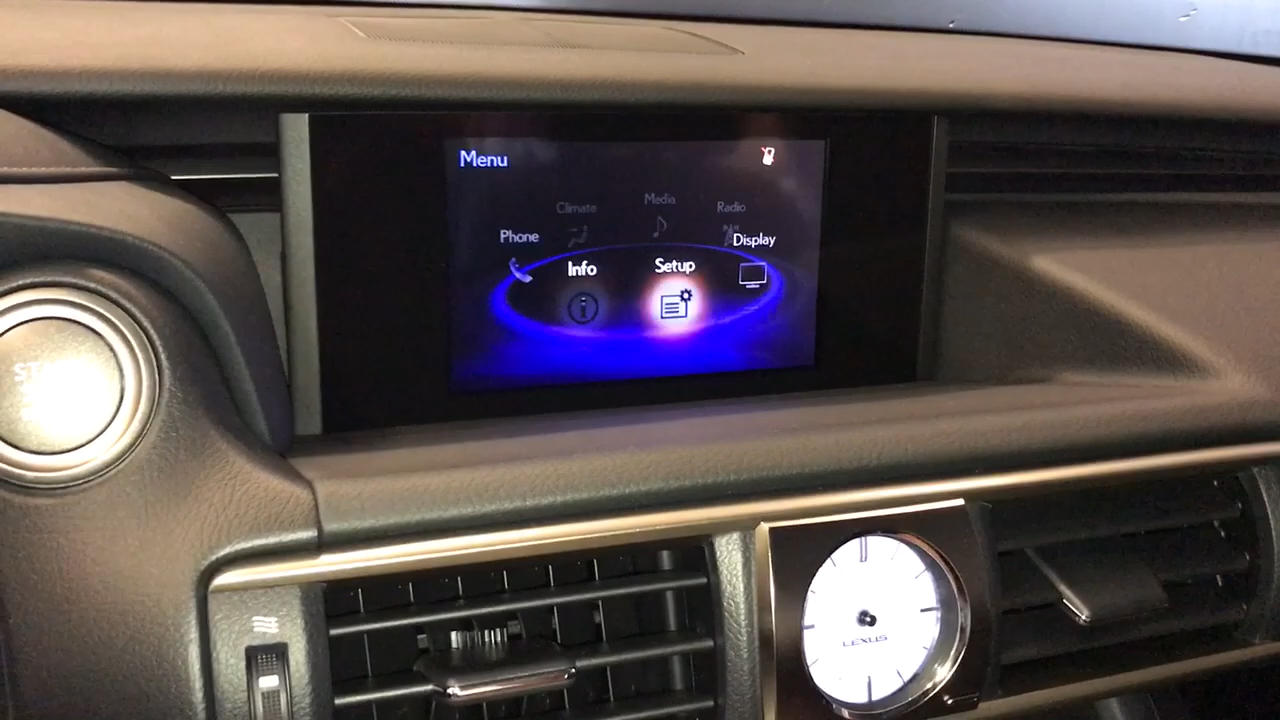 Menu
Climate
Media
Radio
Phone
Display
Info
Setup
LEXUS